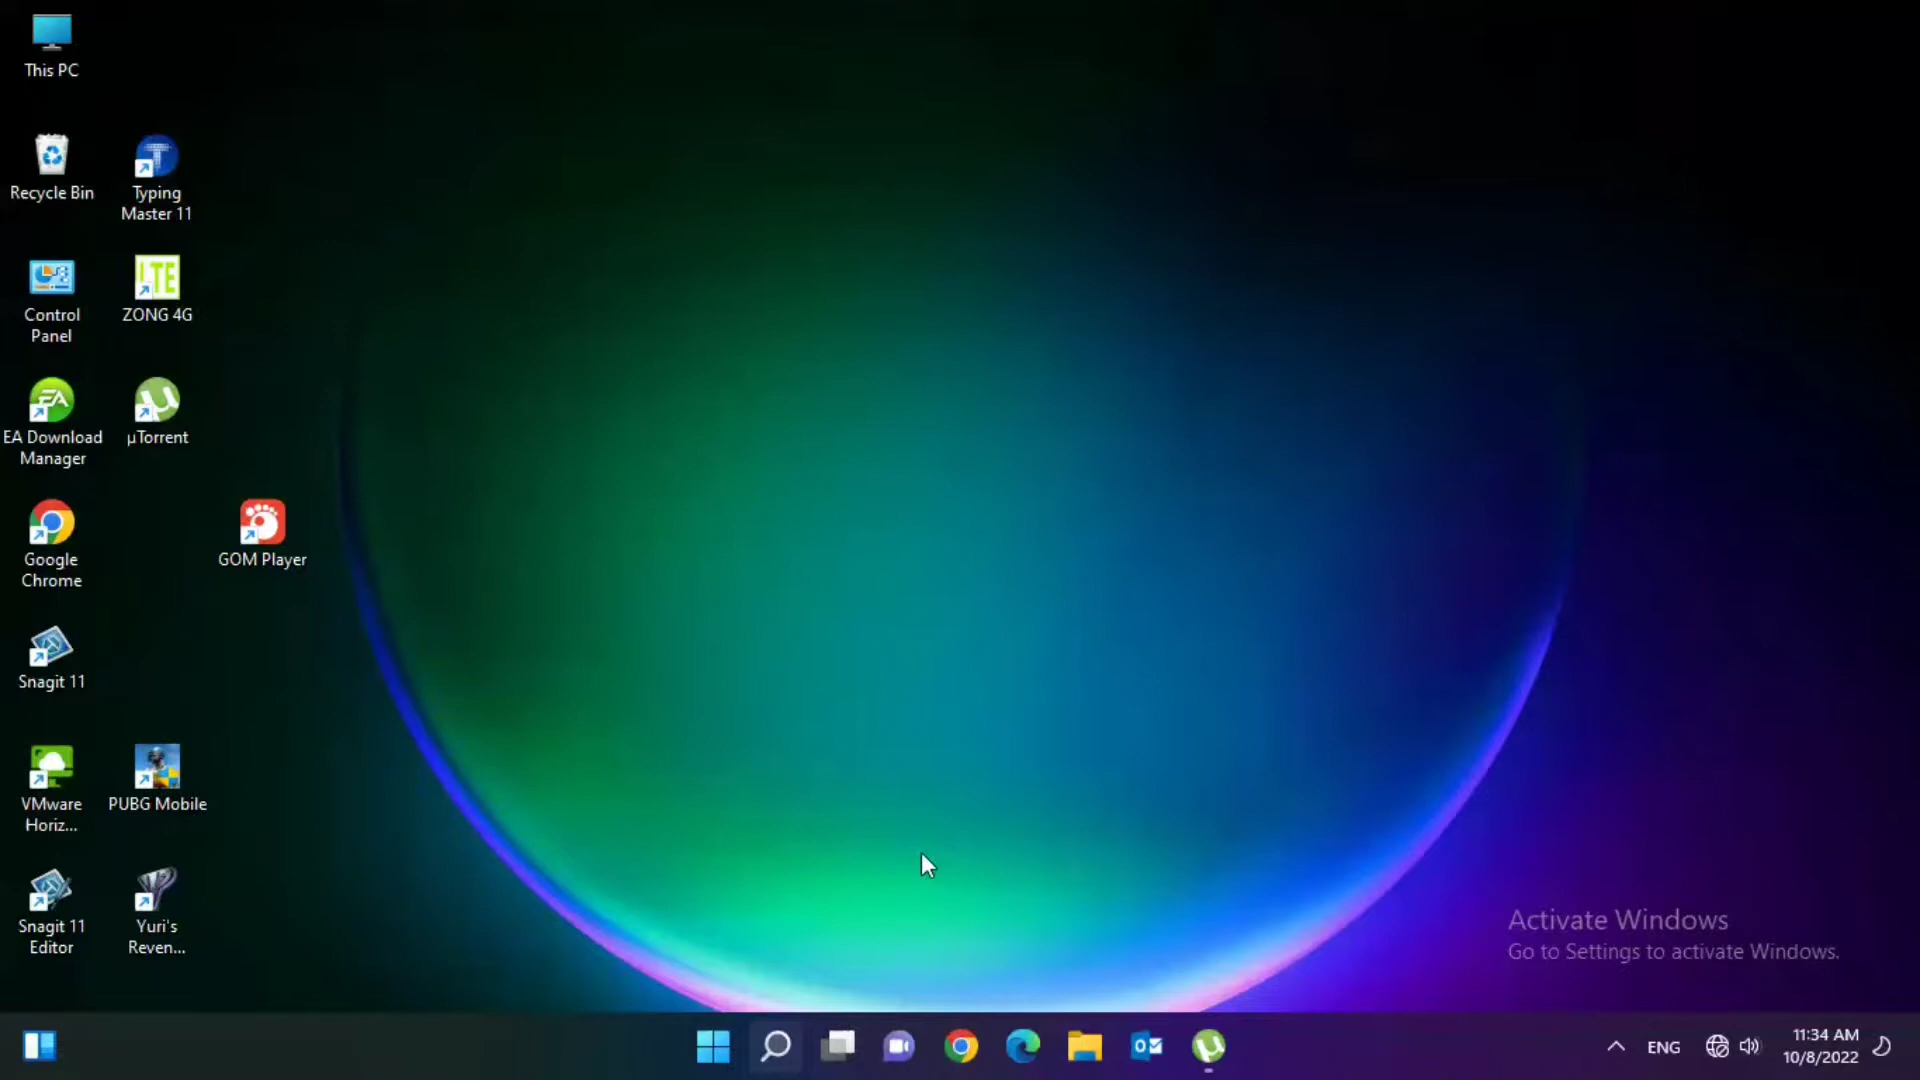 This PC
Recycle Bin
Typing
Master 11
Control
Panel
LTE
ZONG 4G
EA
EA Download
Manager
µTorrent
Google
Chrome
GOM Player
Snagit 11
VMware
Horiz...
PUBG Mobile
Snagit 11
Editor
Yuri's
Reven...
Activate Windows
Go to Settings to activate Windows.
ENG
11:34 AM
10/8/2022